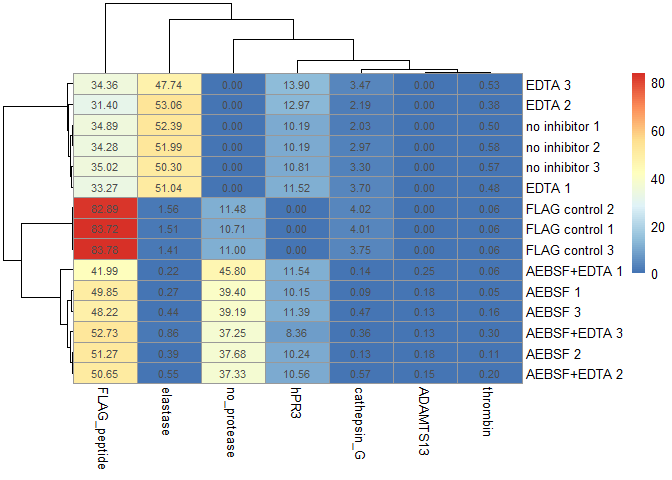 34.36 47.74 0.00 13.90 3.47 0.00 0.53 EDTA 3
31.40 53.06 0.00 12.97 2.19 0.00 0.38 EDTA 2
34.89 52.39 0.00 10.19 2.03 0.00 0.50 no inhibitor 1
34.28 51.99 0.00 10.19 2.97 0.00 0.58 no inhibitor 2
35.02 50.30 0.00 10.81 3.30 0.00 0.57 no inhibitor 3
33.27 51.04 0.00 11.52 3.70 0.00 0.48 EDTA 1
82.89 1.56 11.48 0.00 4.02 0.00 0.06 FLAG control 2
83.72 1.51 10.71 0.00 4.01 0.00 0.06 FLAG control 1
83.78 1.41 11.00 0.00 3.75 0.00 0.06 FLAG control 3
41.99 0.22 45.80 11.54 0.14 0.25 0.06 AEBSF+EDTA 1
49.85 0.27 39.40 10.15 0.09 0.18 0.05 AEBSF 1
48.22 0.44 39.19 11.39 0.47 0.13 0.16 AEBSF 3
52.73 0.86 37.25 8.36 0.36 0.13 0.30 AEBSF+EDTA 3
51.27 0.39 37.68 10.24 0.13 0.18 0.11 AEBSF 2
50.65 0.55 37.33 10.56 0.57 0.15 0.20 AEBSF+EDTA 2
FLAG_peptide
elastase
no_protease
hPR3
cathepsin_G
ADAMTS13
thrombin
80
60
40
20
0